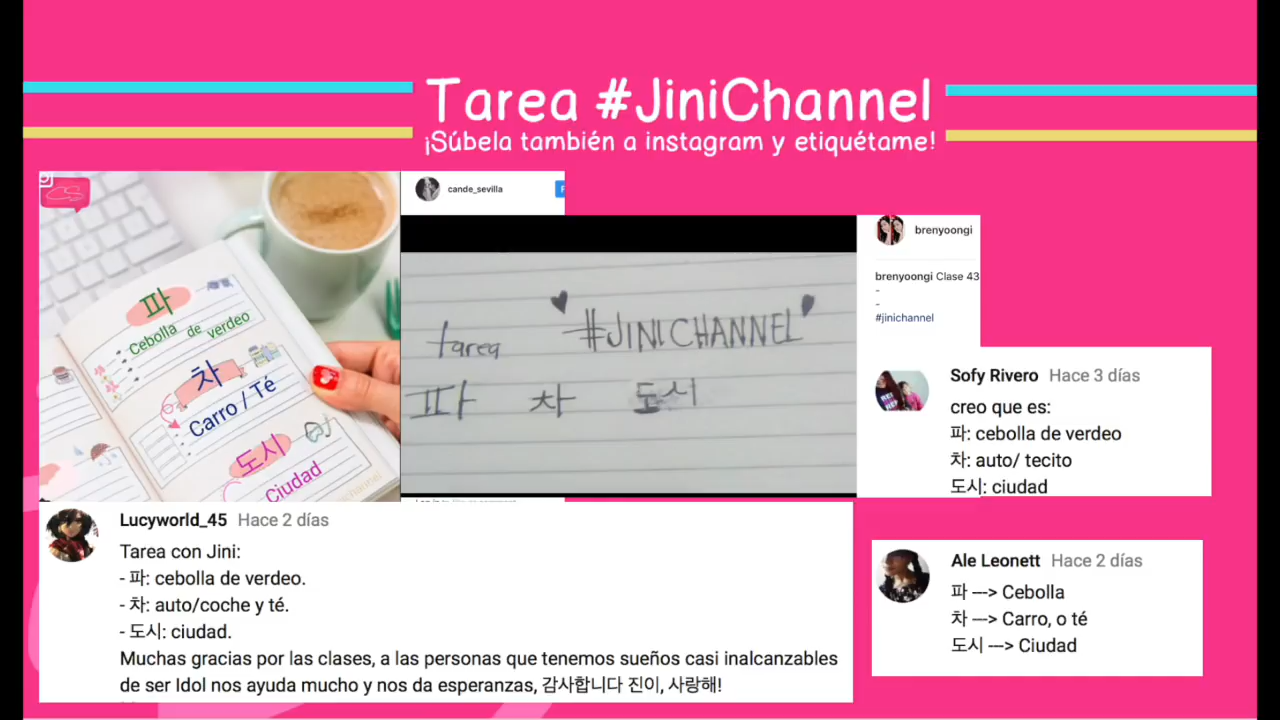 Tarea #JiniChannel
¡Súbela también a instagram y etiquétame!
CS
파
Cebolla de verdeo
차
Carro / Té
도시
Ciudad
cande_sevilla
tarea #JINICHANNEL
파 차 도시
brenyoongi
brenyoongi Clase 43
-
-
#jinichannel
Sofy Rivero Hace 3 días
creo que es:
파: cebolla de verdeo
차: auto/ tecito
도시: ciudad
Lucyworld_45 Hace 2 días
Tarea con Jini:
- 파: cebolla de verdeo.
- 차: auto/coche y té.
- 도시: ciudad.
Muchas gracias por las clases, a las personas que tenemos sueños casi inalcanzables
de ser Idol nos ayuda mucho y nos da esperanzas, 감사합니다 진이, 사랑해!
Ale Leonett Hace 2 días
파 ---> Cebolla
차 ---> Carro, o té
도시 ---> Ciudad